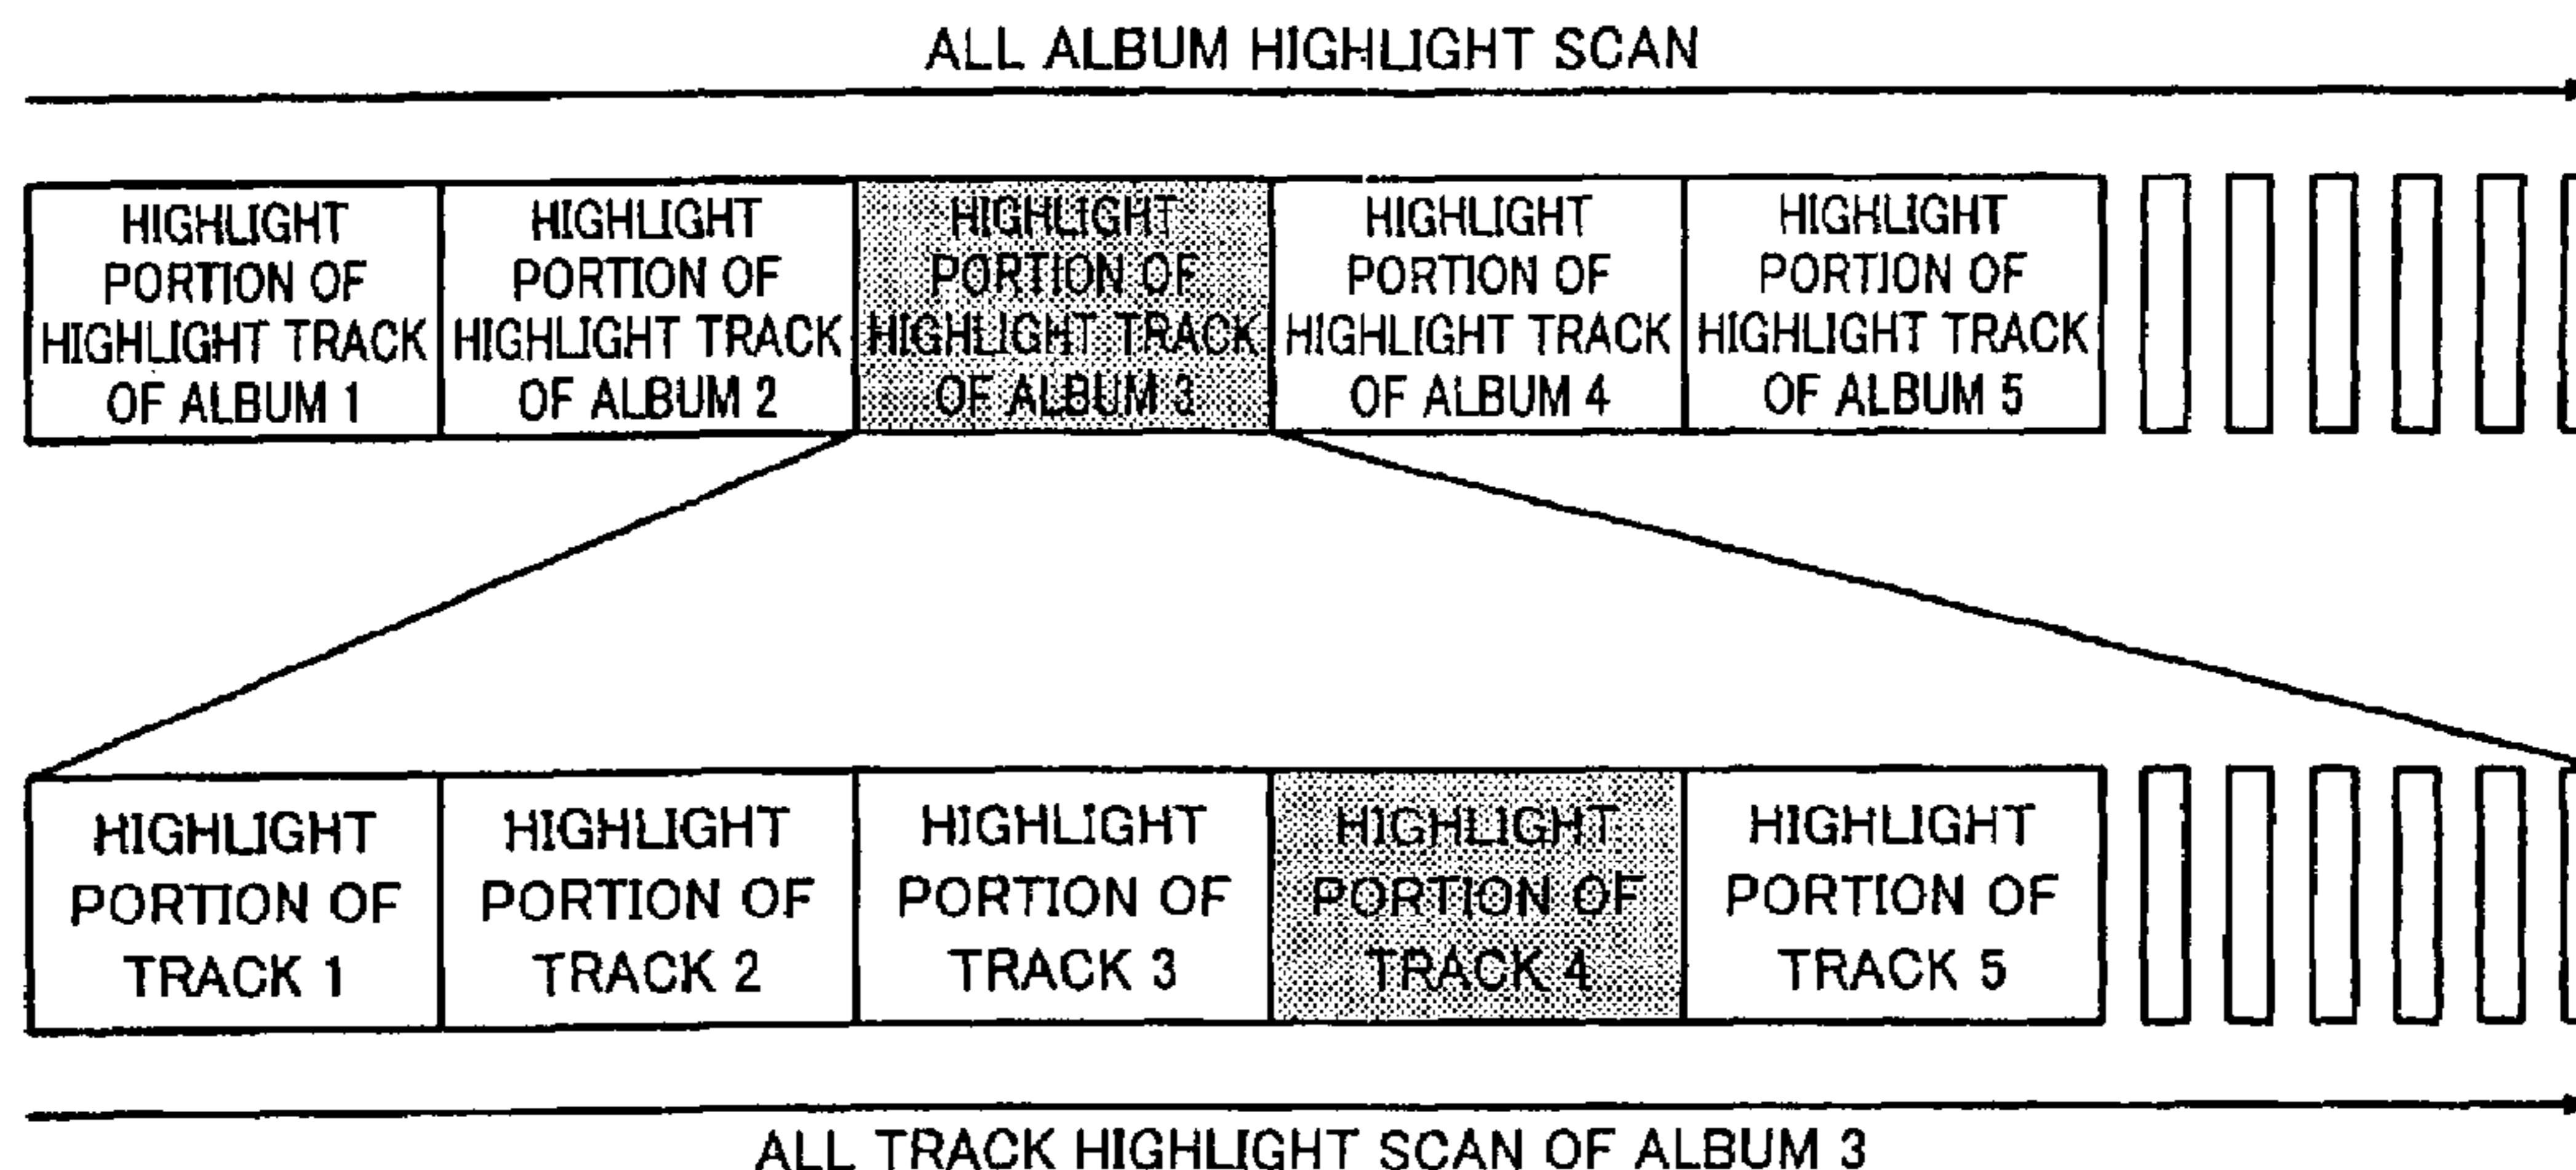 ALL ALBUM HIGHLIGHT SCAN
HIGHLIGHT
PORTION OF
HIGHLIGHT TRACK
OF ALBUM 1
HIGHLIGHT
PORTION OF
HIGHLIGHT TRACK
OF ALBUM 2
HIGHLIGHT
PORTION OF
HIGHLIGHT TRACK
OF ALBUM 3
HIGHLIGHT
PORTION OF
HIGHLIGHT TRACK
OF ALBUM 4
HIGHLIGHT
PORTION OF
HIGHLIGHT TRACK
OF ALBUM 5
HIGHLIGHT
PORTION OF
TRACK 1
HIGHLIGHT
PORTION OF
TRACK 2
HIGHLIGHT
PORTION OF
TRACK 3
HIGHLIGHT
PORTION OF
TRACK 4
HIGHLIGHT
PORTION OF
TRACK 5
ALL TRACK HIGHLIGHT SCAN OF ALBUM 3